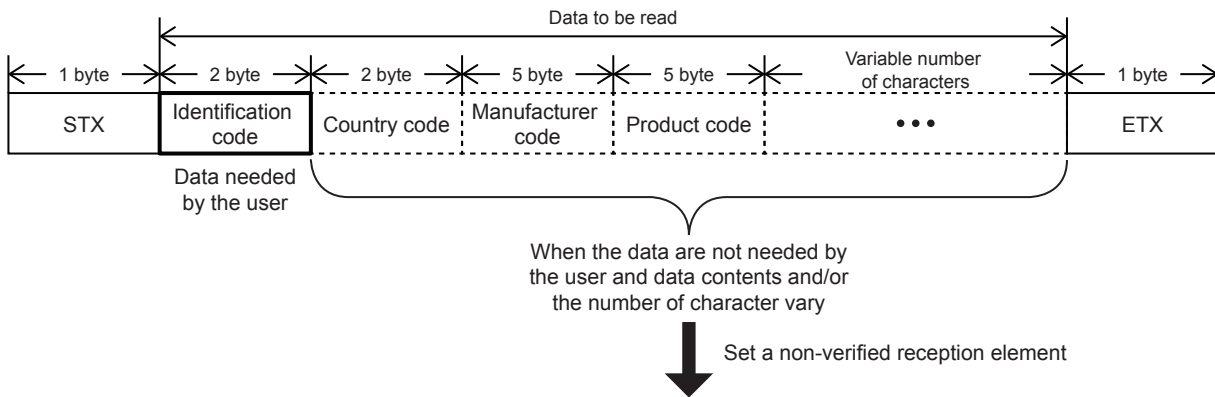 Data to be read
1 byte
2 byte
2 byte
5 byte
5 byte
Variable number
of characters
1 byte
STX
Identification
code
Country code
Manufacturer
code
Product code
•••
ETX
Data needed
by the user
When the data are not needed by
the user and data contents and/or
the number of character vary
Set a non-verified reception element